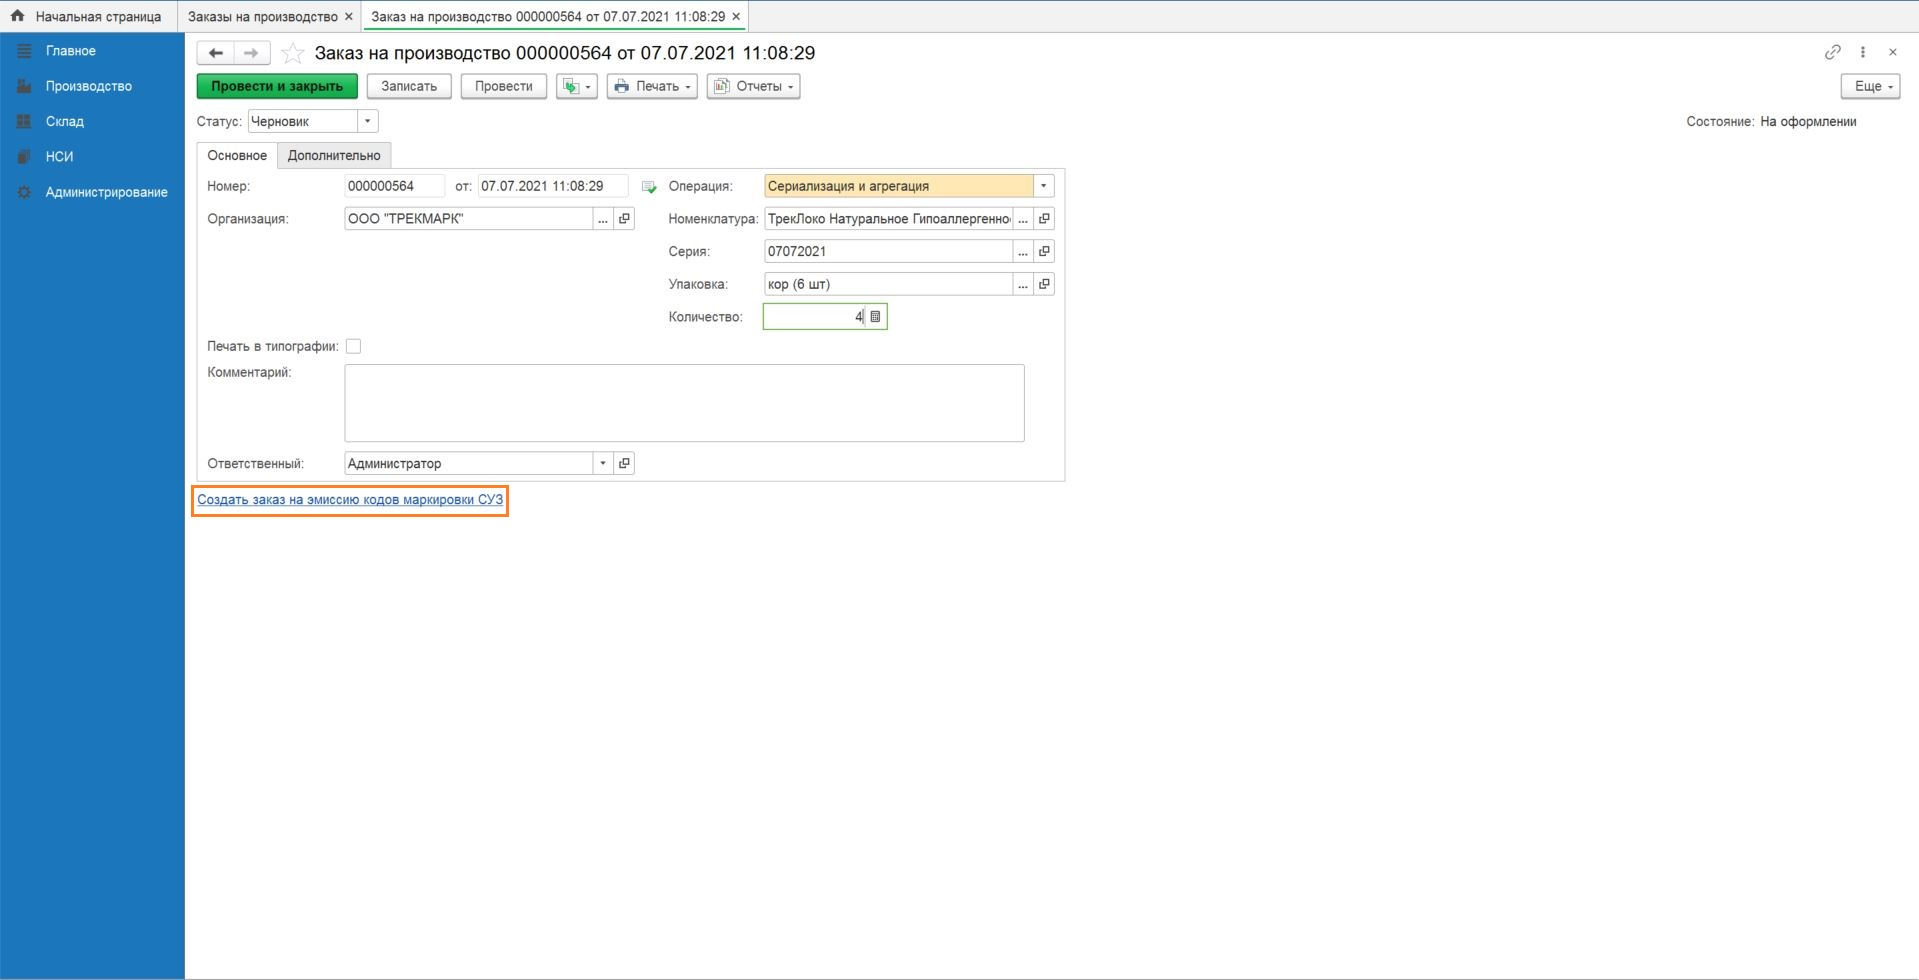 Начальная страница
Заказы на производство ×
Заказ на производство 000000564 от 07.07.2021 11:08:29 ×
Главное
Производство
Склад
НСИ
Администрирование
Заказ на производство 000000564 от 07.07.2021 11:08:29
Провести и закрыть
Записать
Провести
Печать
Отчеты
Еще
Статус: Черновик
Состояние: На оформлении
Основное
Дополнительно
Номер: 000000564 от: 07.07.2021 11:08:29
Операция: Сериализация и агрегация
Организация: ООО "ТРЕКМАРК" ...
Номенклатура: ТрекЛоко Натуральное Гипоаллергенно ...
Серия: 07072021 ...
Упаковка: кор (6 шт) ...
Количество: 4
Печать в типографии:
Комментарий:
Ответственный: Администратор
Создать заказ на эмиссию кодов маркировки СУЗ